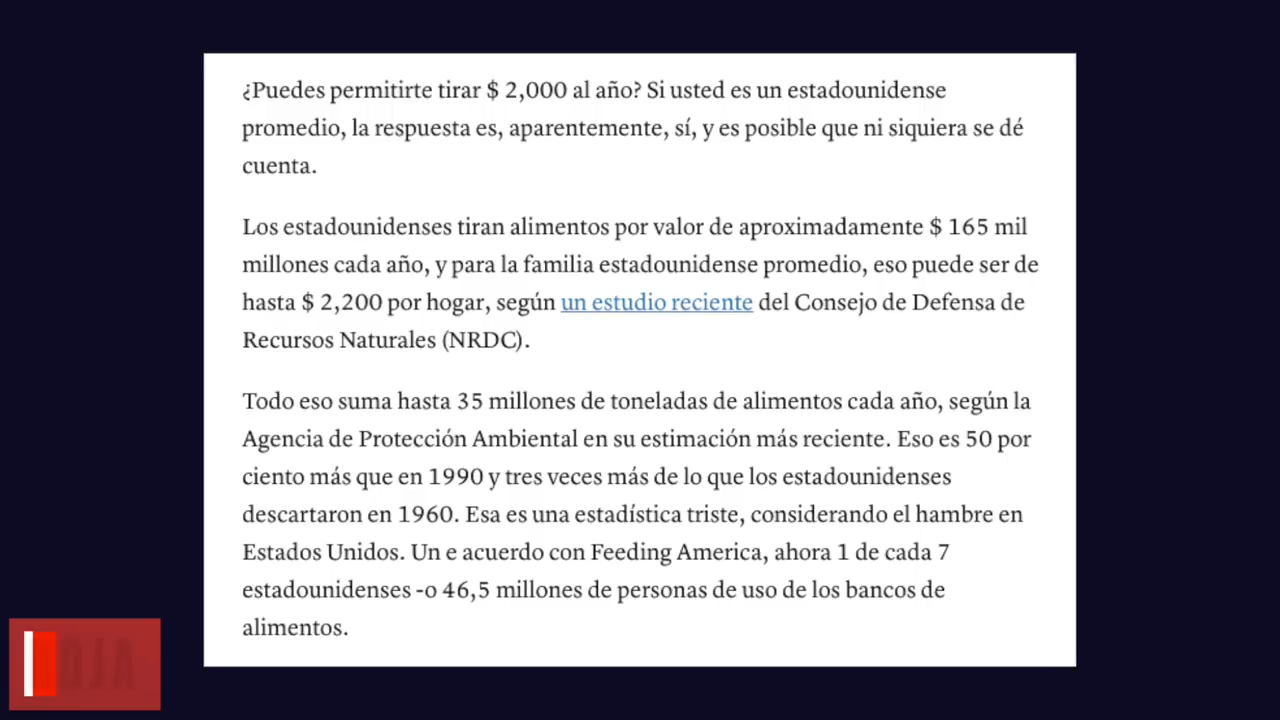 ¿Puedes permitirte tirar $ 2,000 al año? Si usted es un estadounidense
promedio, la respuesta es, aparentemente, sí, y es posible que ni siquiera se dé
cuenta.
Los estadounidenses tiran alimentos por valor de aproximadamente $ 165 mil
millones cada año, y para la familia estadounidense promedio, eso puede ser de
hasta $ 2,200 por hogar, según un estudio reciente del Consejo de Defensa de
Recursos Naturales (NRDC).
Todo eso suma hasta 35 millones de toneladas de alimentos cada año, según la
Agencia de Protección Ambiental en su estimación más reciente. Eso es 50 por
ciento más que en 1990 y tres veces más de lo que los estadounidenses
descartaron en 1960. Esa es una estadística triste, considerando el hambre en
Estados Unidos. Un e acuerdo con Feeding America, ahora 1 de cada 7
estadounidenses -o 46,5 millones de personas de uso de los bancos de
alimentos.